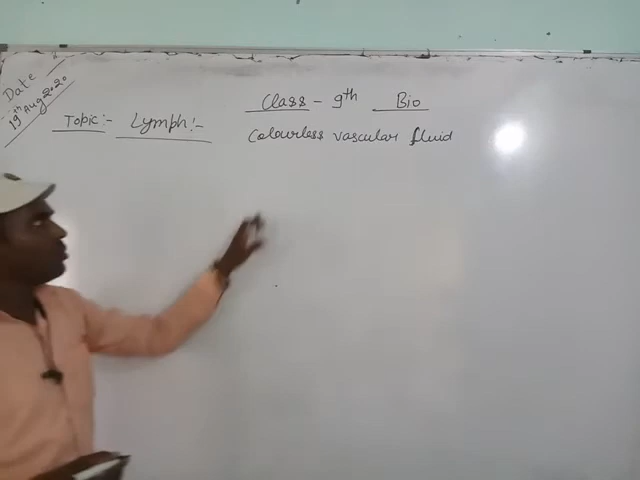 Date
19th Aug 2020
Class - 9th Bio
Topic:- Lymph:-
Colourless vascular fluid